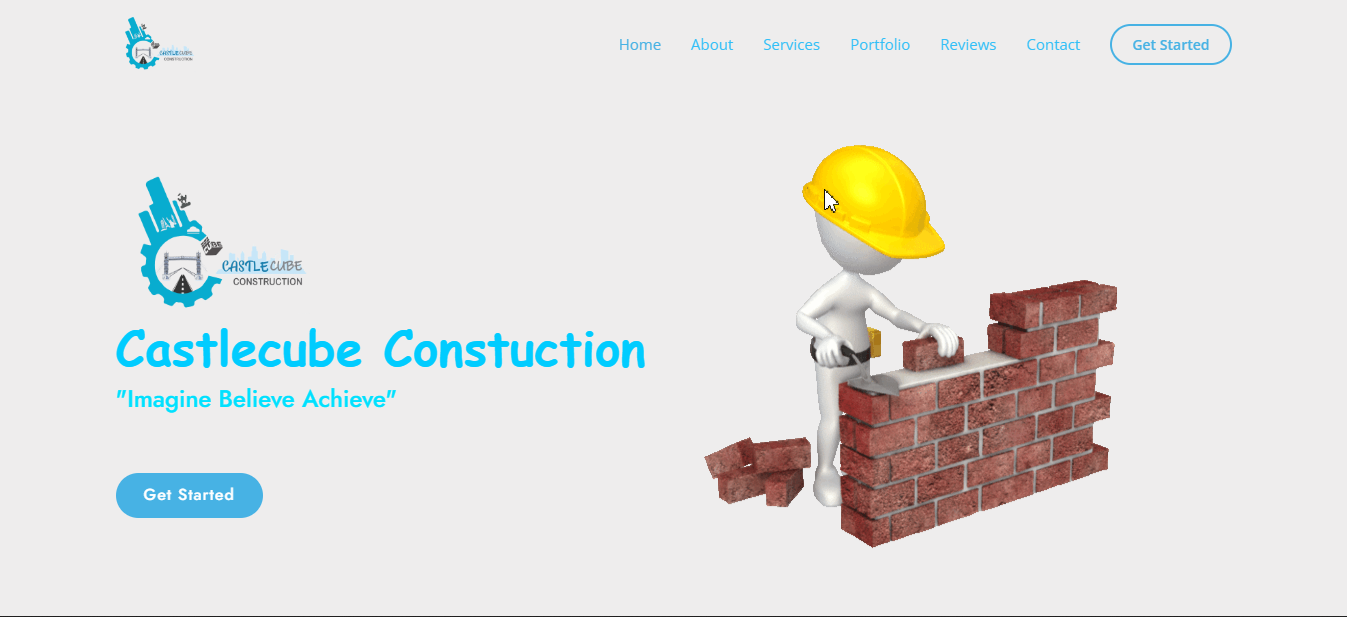 CASTLECUBE
CONSTRUCTION
Home About Services Portfolio Reviews Contact Get Started
CUBE
CASTLECUBE
CONSTRUCTION
Castlecube Constuction
"Imagine Believe Achieve"
Get Started